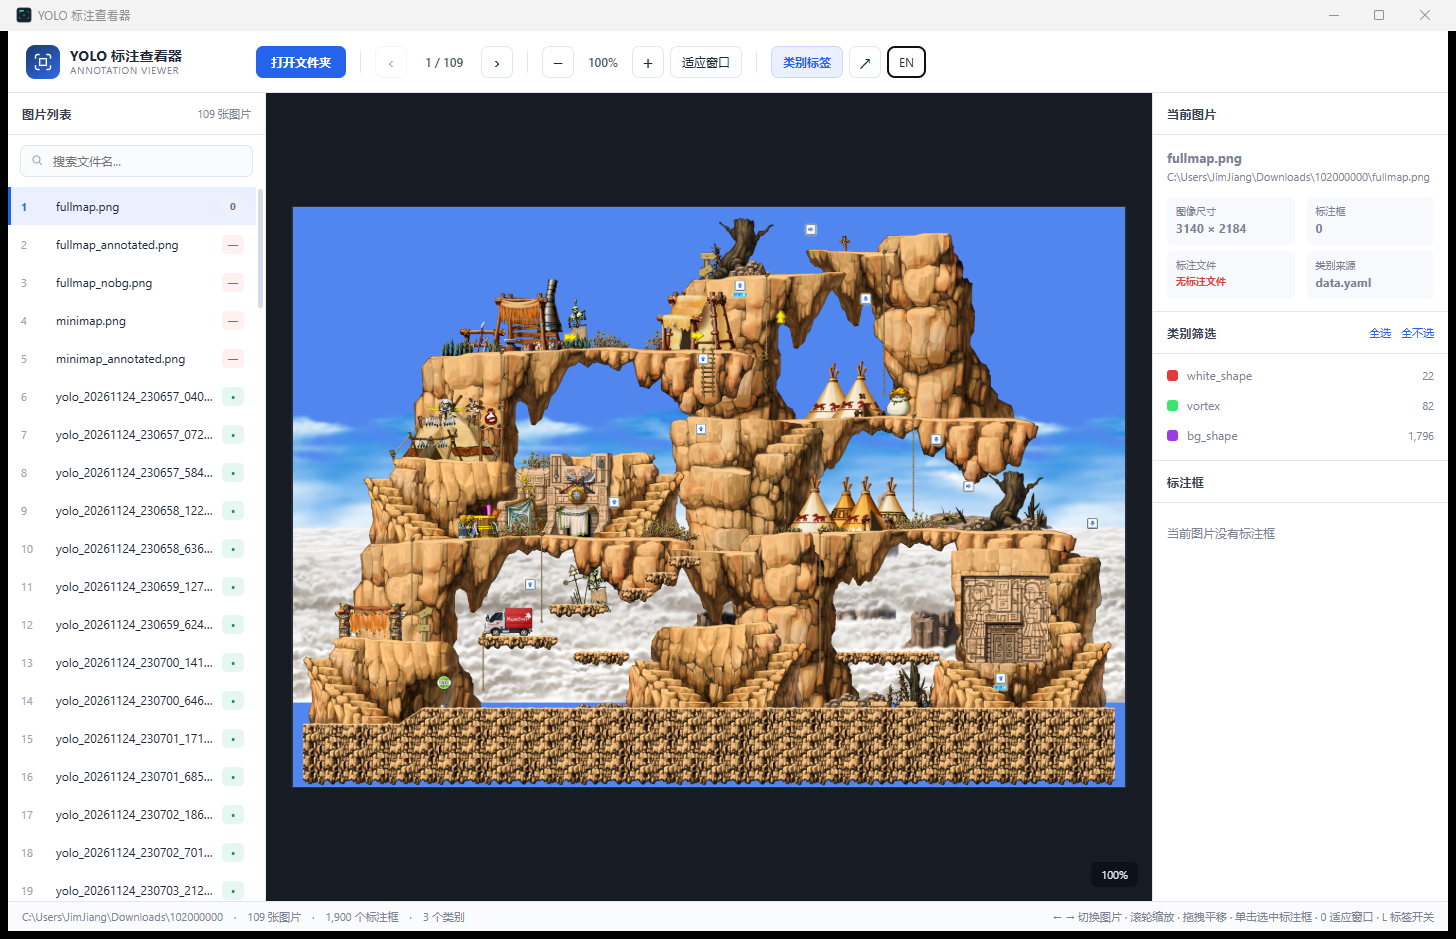 YOLO 标注查看器
YOLO 标注查看器
ANNOTATION VIEWER
打开文件夹
‹
1 / 109
›
−
100%
+
适应窗口
类别标签
↗
EN
图片列表
109 张图片
搜索文件名...
1 fullmap.png 0
2 fullmap_annotated.png —
3 fullmap_nobg.png —
4 minimap.png —
5 minimap_annotated.png —
6 yolo_20261124_230657_040... •
7 yolo_20261124_230657_072... •
8 yolo_20261124_230657_584... •
9 yolo_20261124_230658_122... •
10 yolo_20261124_230658_636... •
11 yolo_20261124_230659_127... •
12 yolo_20261124_230659_624... •
13 yolo_20261124_230700_141... •
14 yolo_20261124_230700_646... •
15 yolo_20261124_230701_171... •
16 yolo_20261124_230701_685... •
17 yolo_20261124_230702_186... •
18 yolo_20261124_230702_701... •
19 yolo_20261124_230703_212... •
100%
当前图片
fullmap.png
C:\Users\JimJiang\Downloads\102000000\fullmap.png
图像尺寸
3140 × 2184
标注框
0
标注文件
无标注文件
类别来源
data.yaml
类别筛选
全选 全不选
white_shape 22
vortex 82
bg_shape 1,796
标注框
当前图片没有标注框
C:\Users\JimJiang\Downloads\102000000 · 109 张图片 · 1,900 个标注框 · 3 个类别
← → 切换图片 · 滚轮缩放 · 拖拽平移 · 单击选中标注框 · 0 适应窗口 · L 标签开关